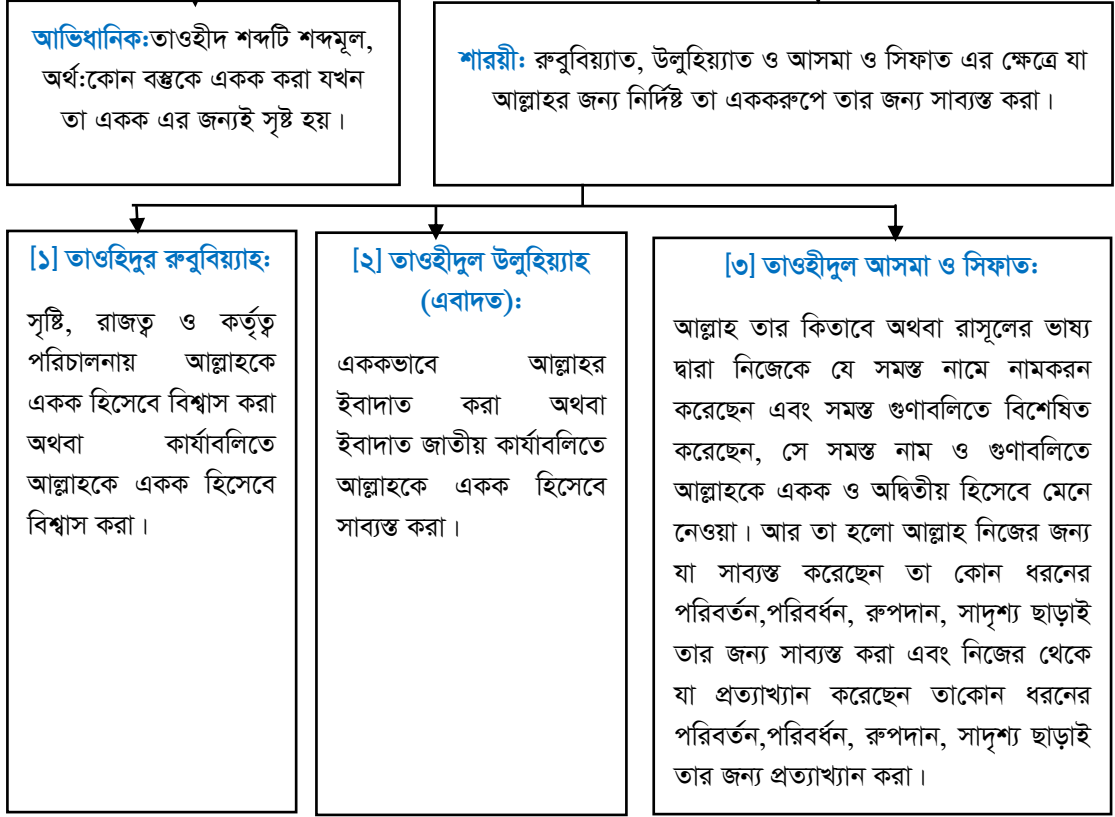 আভিধানিক:তাওহীদ শব্দটি শব্দমূল,
অর্থ:কোন বস্তুকে একক করা যখন
তা একক এর জন্যই সৃষ্ট হয়।
শারয়ী: রুবুবিয়্যাত, উলুহিয়্যাত ও আসমা ও সিফাত এর ক্ষেত্রে যা
আল্লাহর জন্য নির্দিষ্ট তা এককরুপে তার জন্য সাব্যস্ত করা।
[১] তাওহিদুর রুবুবিয়্যাহ:
সৃষ্টি, রাজত্ব ও কর্তৃত্ব
পরিচালনায় আল্লাহকে
একক হিসেবে বিশ্বাস করা
অথবা কার্যাবলিতে
আল্লাহকে একক হিসেবে
বিশ্বাস করা।
[২] তাওহীদুল উলুহিয়্যাহ
(এবাদত):
এককভাবে আল্লাহর
ইবাদাত করা অথবা
ইবাদাত জাতীয় কার্যাবলিতে
আল্লাহকে একক হিসেবে
সাব্যস্ত করা।
[৩] তাওহীদুল আসমা ও সিফাত:
আল্লাহ তার কিতাবে অথবা রাসূলের ভাষ্য
দ্বারা নিজেকে যে সমস্ত নামে নামকরন
করেছেন এবং সমস্ত গুণাবলিতে বিশেষিত
করেছেন, সে সমস্ত নাম ও গুণাবলিতে
আল্লাহকে একক ও অদ্বিতীয় হিসেবে মেনে
নেওয়া। আর তা হলো আল্লাহ নিজের জন্য
যা সাব্যস্ত করেছেন তা কোন ধরনের
পরিবর্তন,পরিবর্ধন, রুপদান, সাদৃশ্য ছাড়াই
তার জন্য সাব্যস্ত করা এবং নিজের থেকে
যা প্রত্যাখ্যান করেছেন তাকোন ধরনের
পরিবর্তন,পরিবর্ধন, রুপদান, সাদৃশ্য ছাড়াই
তার জন্য প্রত্যাখ্যান করা।